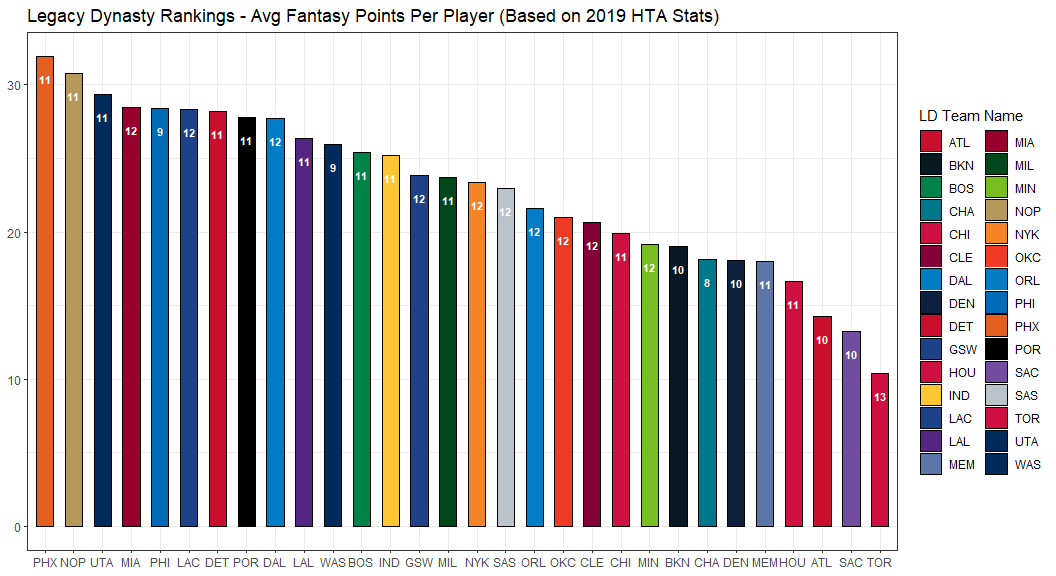 Legacy Dynasty Rankings - Avg Fantasy Points Per Player (Based on 2019 HTA Stats)
30
20
10
0
11
11
11
12
9
12
11
11
12
11
9
11
11
12
11
12
12
12
12
12
11
12
10
8
10
11
11
10
10
13
PHX NOP UTA MIA PHI LAC DET POR DAL LAL WAS BOS IND GSW MIL NYK SAS ORL OKC CLE CHI MIN BKN CHA DEN MEM HOU ATL SAC TOR
LD Team Name
ATL MIA
BKN MIL
BOS MIN
CHA NOP
CHI NYK
CLE OKC
DAL ORL
DEN PHI
DET PHX
GSW POR
HOU SAC
IND SAS
LAC TOR
LAL UTA
MEM WAS